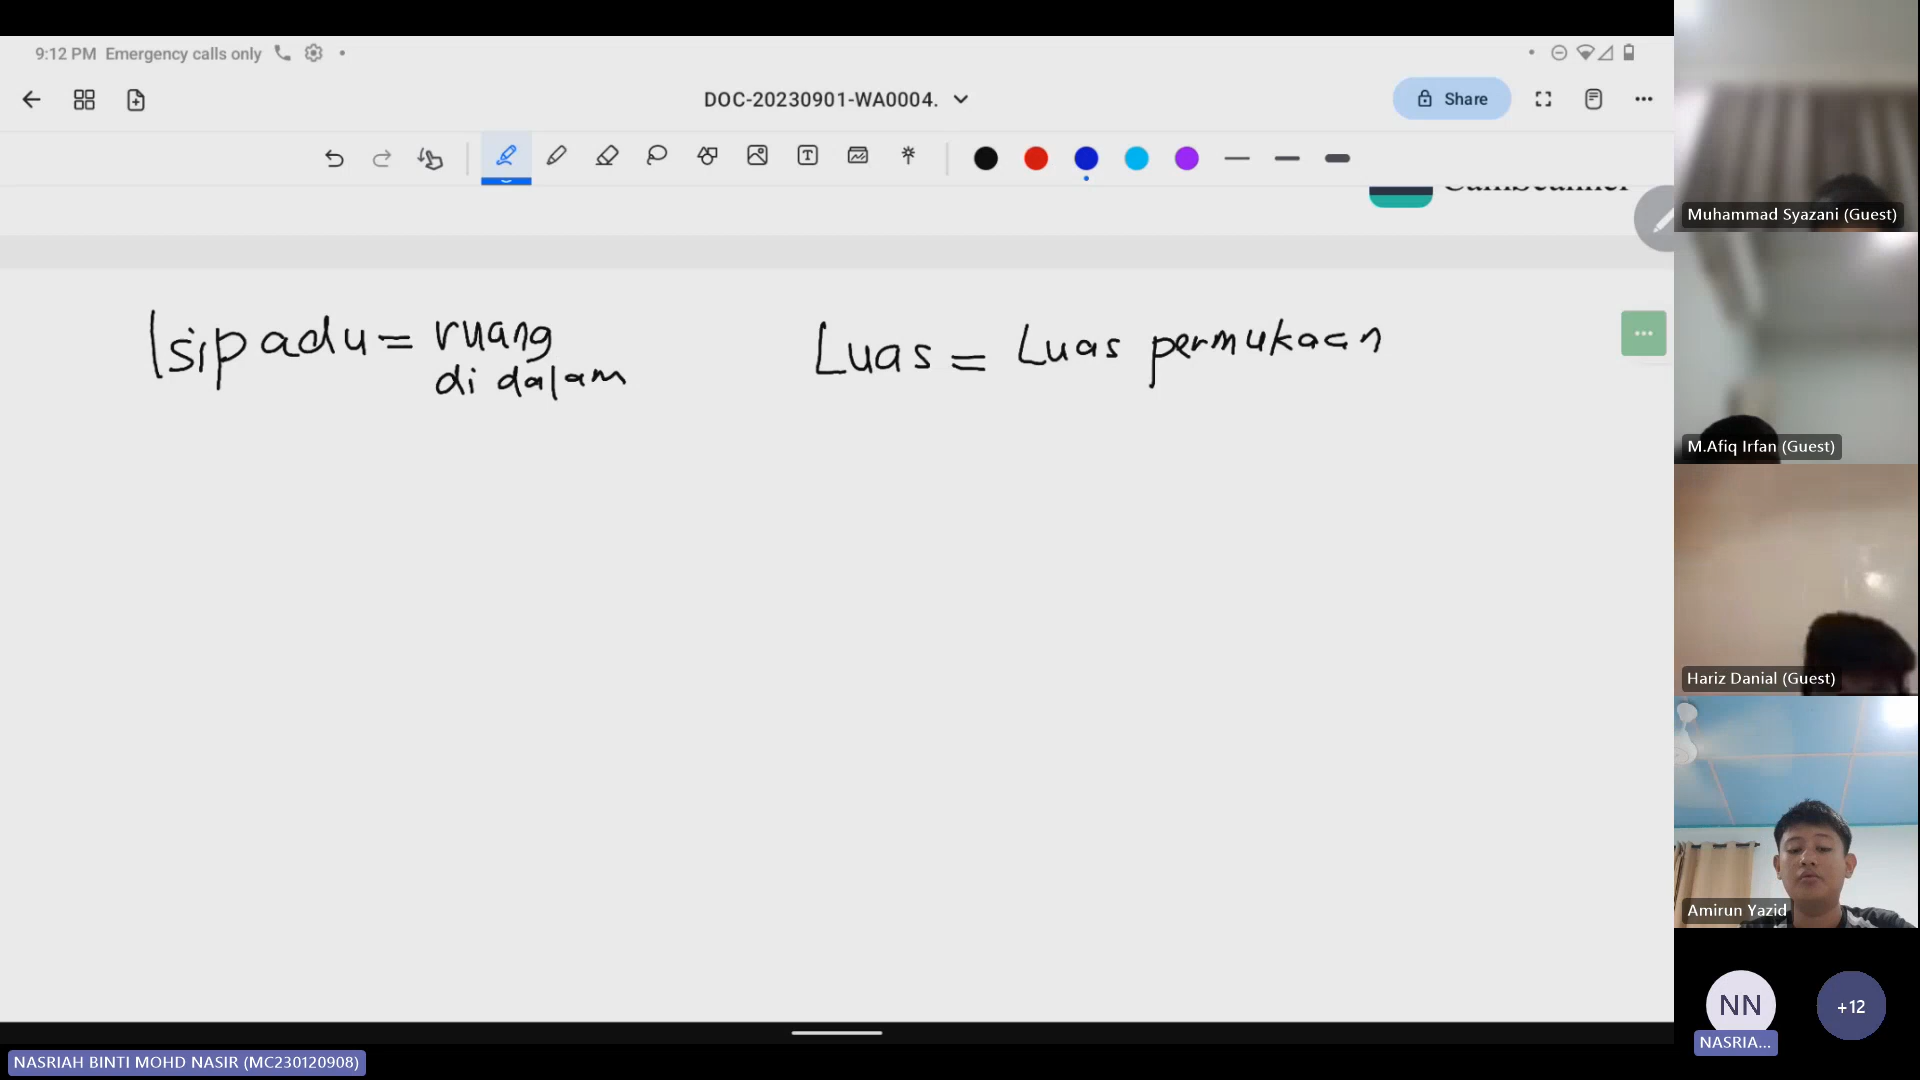 9:12 PM Emergency calls only
DOC-20230901-WA0004.
Share
CamScanner
Isipadu = ruang
di dalam
Luas = Luas permukaan
Muhammad Syazani (Guest)
M.Afiq Irfan (Guest)
Hariz Danial (Guest)
Amirun Yazid
NN
+12
NASRIA...
NASRIAH BINTI MOHD NASIR (MC230120908)